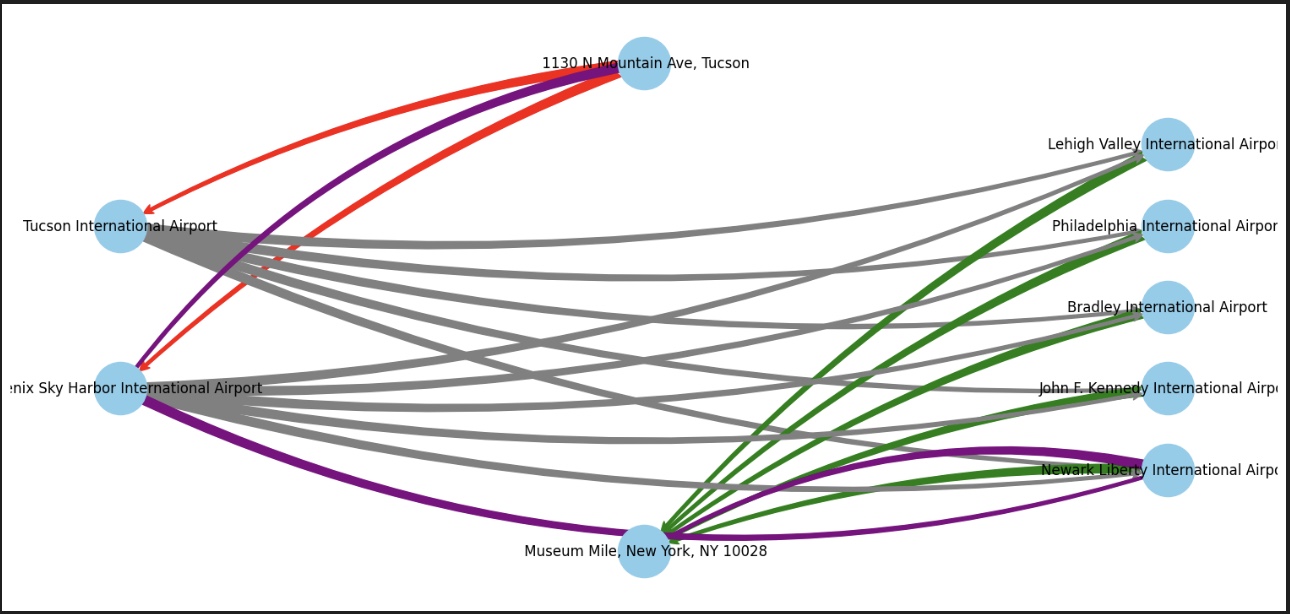 1130 N Mountain Ave, Tucson
Lehigh Valley International Airpo
Tucson International Airport
Philadelphia International Airpor
Bradley International Airport
enix Sky Harbor International Airport
John F. Kennedy International Airpo
Newark Liberty International Airpo
Museum Mile, New York, NY 10028